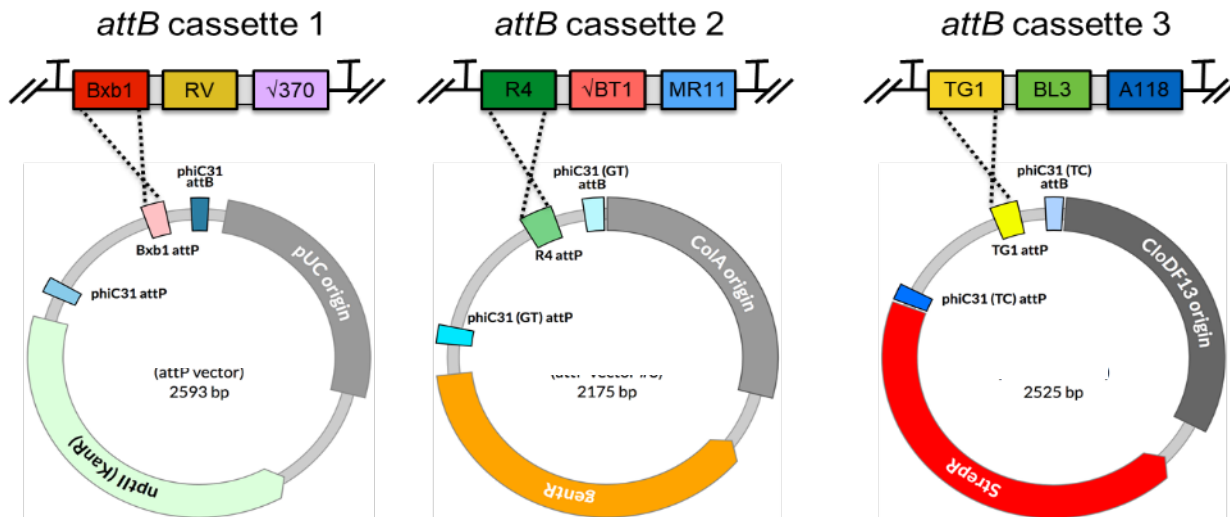 attB cassette 1
attB cassette 2
attB cassette 3
Bxb1
RV
√370
R4
√BT1
MR11
TG1
BL3
A118
phiC31
attB
Bxb1 attP
phiC31 attP
pUC origin
nptII (KanR)
(attP vector)
2593 bp
phiC31 (GT)
attB
R4 attP
phiC31 (GT) attP
ColA origin
gentR
2175 bp
phiC31 (TC)
attB
TG1 attP
phiC31 (TC) attP
CloDF13 origin
StrepR
2525 bp